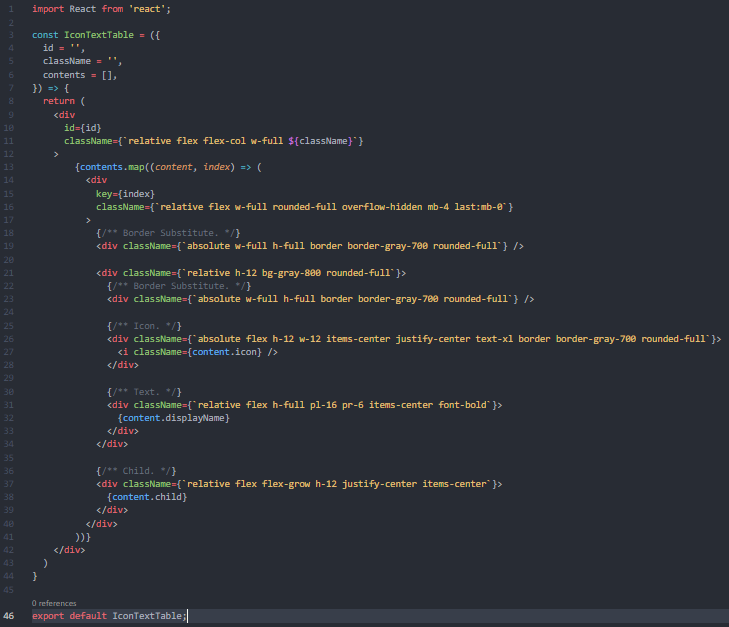 1 import React from 'react';
2
3 const IconTextTable = ({
4   id = '',
5   className = '',
6   contents = [],
7 }) => {
8   return (
9     <div
10       id={id}
11       className={`relative flex flex-col w-full ${className}`}
12     >
13         {contents.map((content, index) => (
14           <div
15             key={index}
16             className={`relative flex w-full rounded-full overflow-hidden mb-4 last:mb-0`}
17           >
18             {/** Border Substitute. */}
19             <div className={`absolute w-full h-full border border-gray-700 rounded-full`} />
20
21             <div className={`relative h-12 bg-gray-800 rounded-full`}>
22               {/** Border Substitute. */}
23               <div className={`absolute w-full h-full border border-gray-700 rounded-full`} />
24
25               {/** Icon. */}
26               <div className={`absolute flex h-12 w-12 items-center justify-center text-xl border border-gray-700 rounded-full`}>
27                 <i className={content.icon} />
28               </div>
29
30               {/** Text. */}
31               <div className={`relative flex h-full pl-16 pr-6 items-center font-bold`}>
32                 {content.displayName}
33               </div>
34             </div>
35
36             {/** Child. */}
37             <div className={`relative flex flex-grow h-12 justify-center items-center`}>
38               {content.child}
39             </div>
40           </div>
41         ))}
42     </div>
43   )
44 }
45
0 references
46 export default IconTextTable;